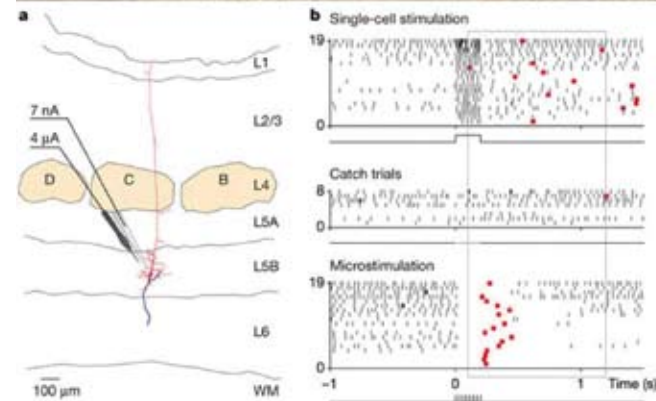 a
L1
7 nA
L2/3
4 µA
D
C
B
L4
L5A
L5B
L6
100 µm
WM
b
Single-cell stimulation
19
0
Catch trials
8
0
Microstimulation
19
0
−1
0
1
Time (s)